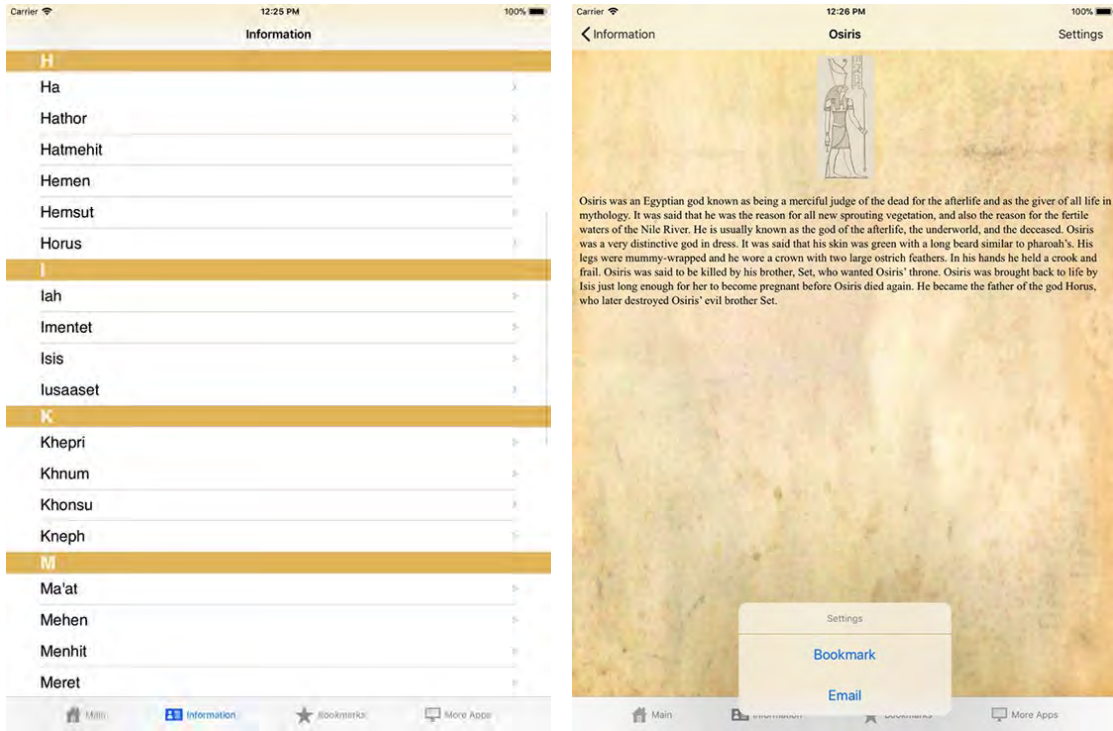 Carrier 12:25 PM 100%
Information
H
Ha
Hathor
Hatmehit
Hemen
Hemsut
Horus
I
Iah
Imentet
Isis
Iusaaset
K
Khepri
Khnum
Khonsu
Kneph
M
Ma'at
Mehen
Menhit
Meret
Main Information Bookmarks More Apps
Carrier 12:26 PM 100%
Information Osiris Settings
Osiris was an Egyptian god known as being a merciful judge of the dead for the afterlife and as the giver of all life in
mythology. It was said that he was the reason for all new sprouting vegetation, and also the reason for the fertile
waters of the Nile River. He is usually known as the god of the afterlife, the underworld, and the deceased. Osiris
was a very distinctive god in dress. It was said that his skin was green with a long beard similar to pharoah's. His
legs were mummy-wrapped and he wore a crown with two large ostrich feathers. In his hands he held a crook and
frail. Osiris was said to be killed by his brother, Set, who wanted Osiris' throne. Osiris was brought back to life by
Isis just long enough for her to become pregnant before Osiris died again. He became the father of the god Horus,
who later destroyed Osiris' evil brother Set.
Settings
Bookmark
Email
Main Information Bookmarks More Apps